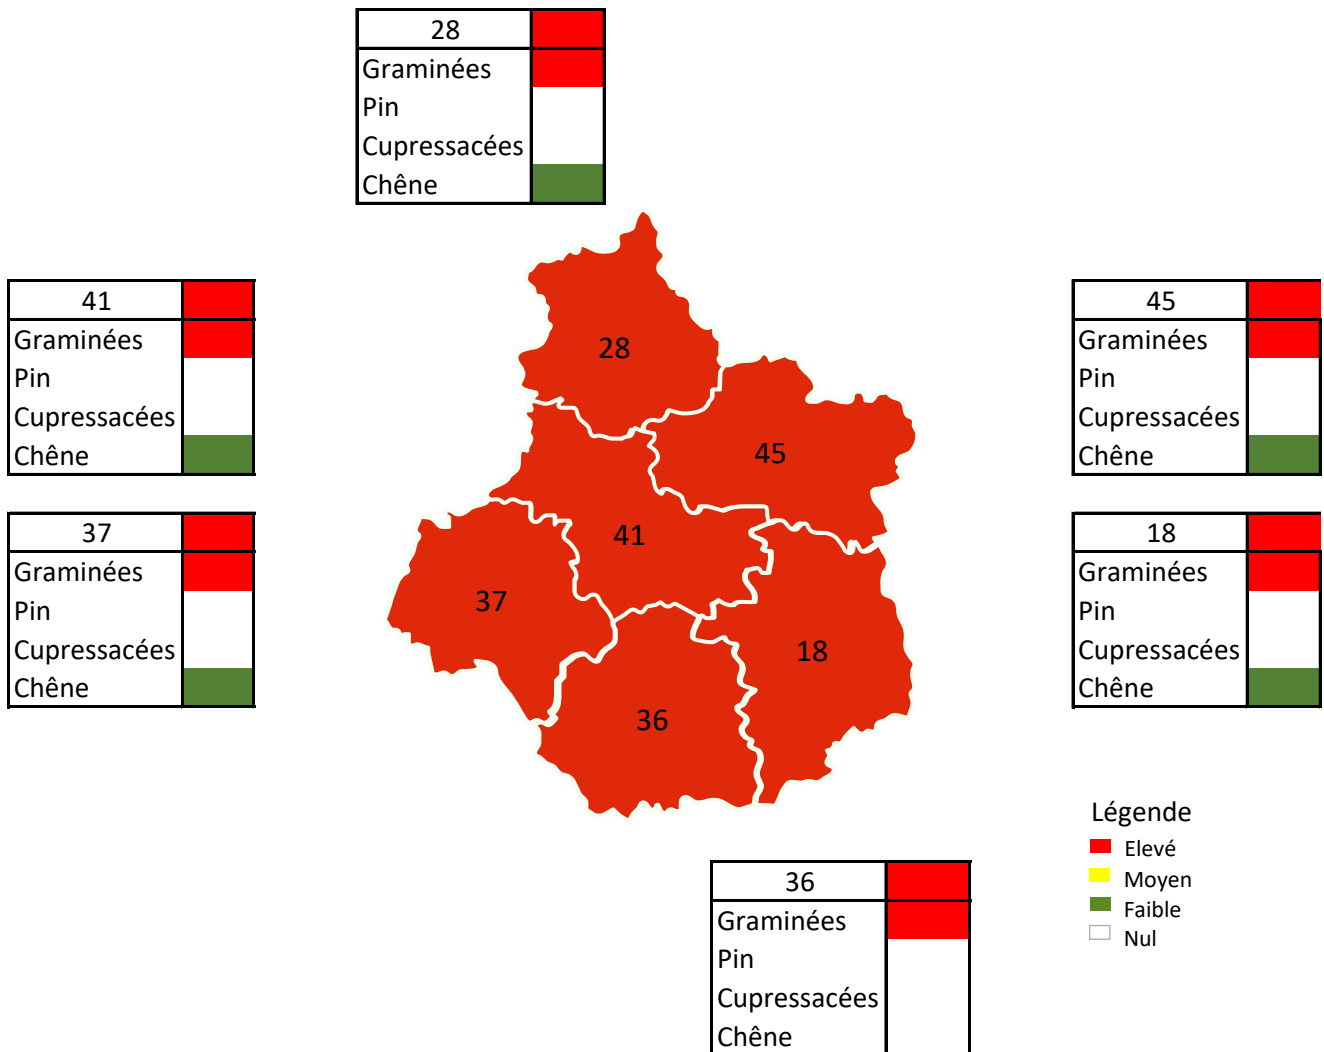 28
Graminées
Pin
Cupressacées
Chêne
41
Graminées
Pin
Cupressacées
Chêne
45
Graminées
Pin
Cupressacées
Chêne
28
45
41
37
18
36
37
Graminées
Pin
Cupressacées
Chêne
18
Graminées
Pin
Cupressacées
Chêne
Légende
Elevé
Moyen
Faible
Nul
36
Graminées
Pin
Cupressacées
Chêne